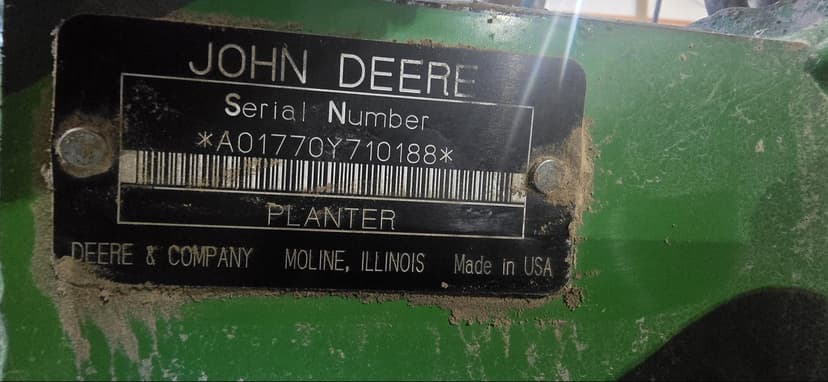 JOHN DEERE
Serial Number
*A01770Y710188*
PLANTER
DEERE & COMPANY MOLINE, ILLINOIS Made in USA